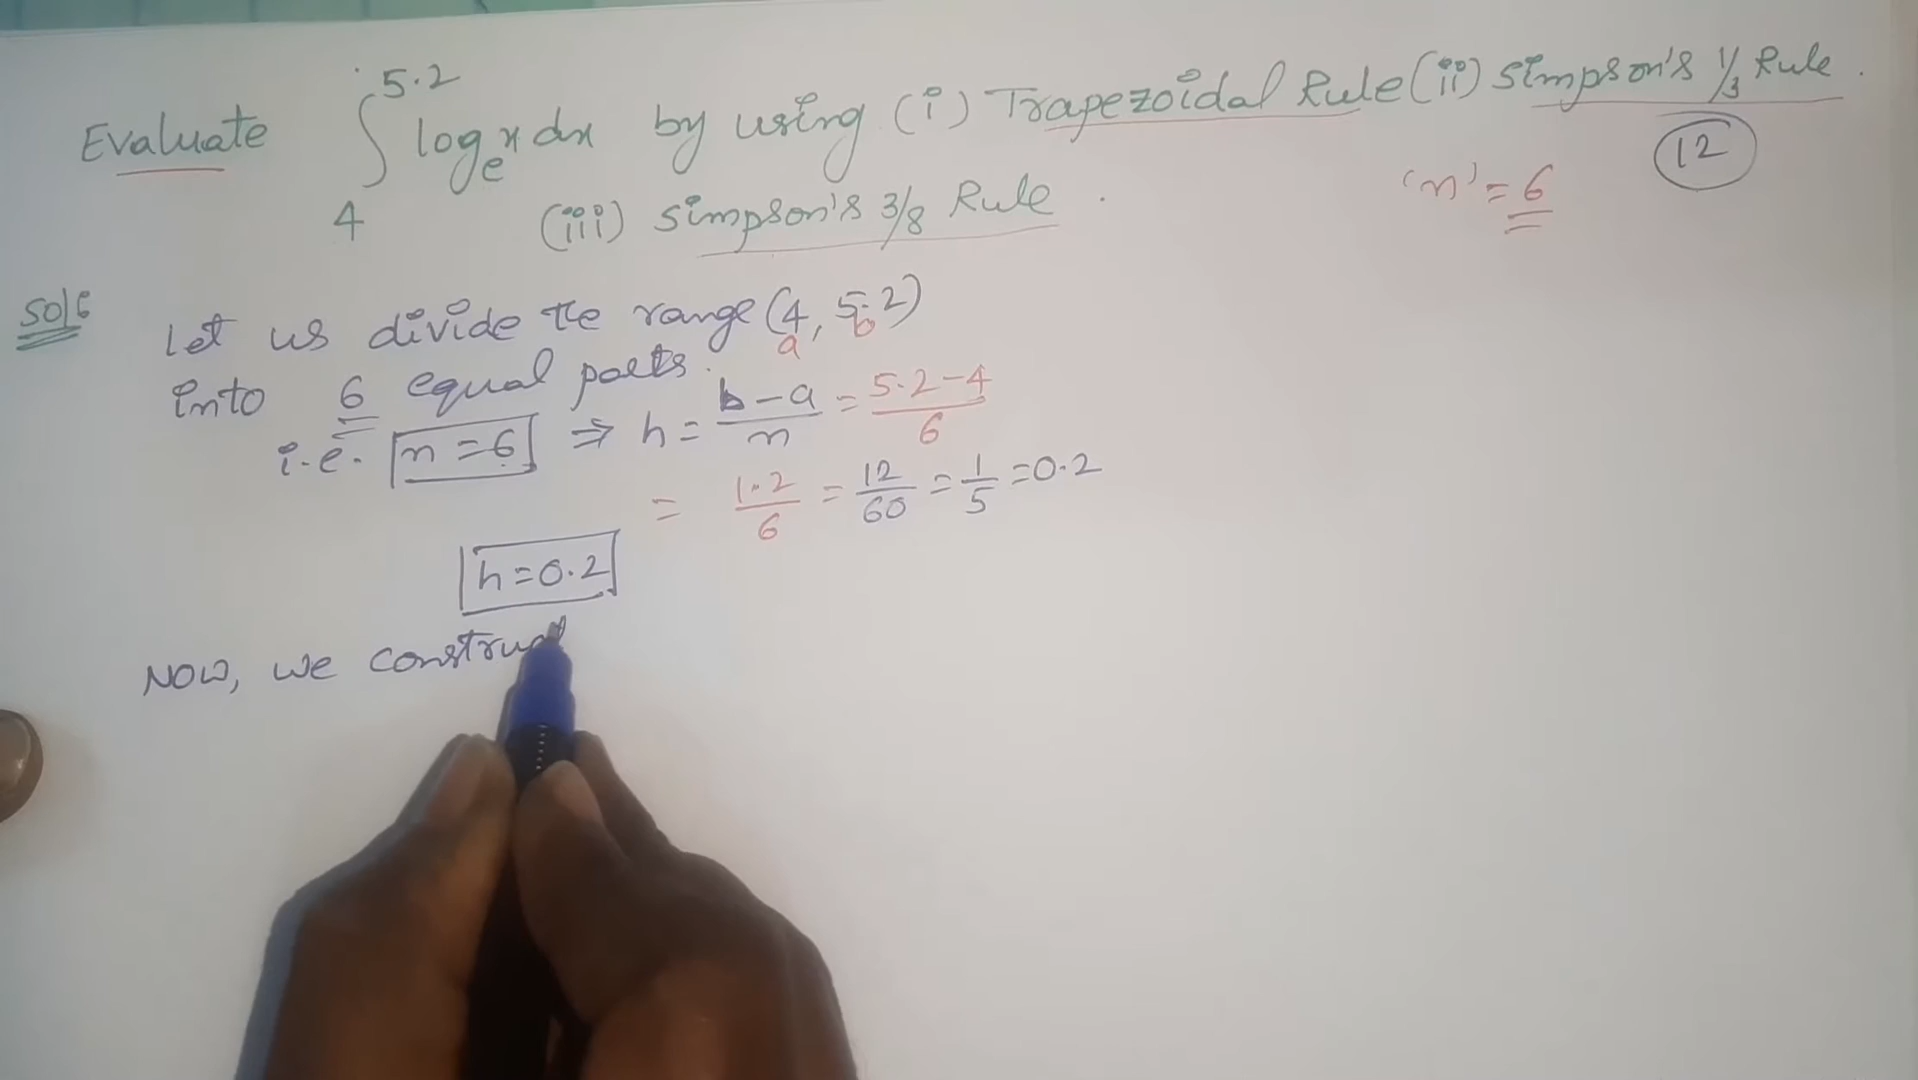 Evaluate ∫₄^5.2 logₑx dx by using (i) Trapezoidal Rule (ii) Simpson's 1/3 Rule.
(iii) Simpson's 3/8 Rule.
'n' = 6
12
Sol:
Let us divide the range (4, 5.2)
a b
into 6 equal parts.
i.e. n = 6 ⇒ h = b-a/n = 5.2-4/6
= 1.2/6 = 12/60 = 1/5 = 0.2
h = 0.2
Now, we construct